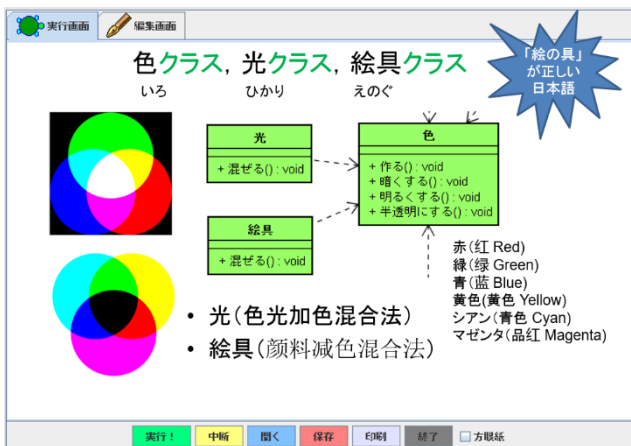 実行画面
編集画面
色クラス, 光クラス, 絵具クラス
いろ ひかり えのぐ
「絵の具」
が正しい
日本語
光
+ 混ぜる() : void
色
+ 作る() : void
+ 暗くする() : void
+ 明るくする() : void
+ 半透明にする() : void
絵具
+ 混ぜる() : void
赤(红 Red)
緑(绿 Green)
青(蓝 Blue)
黄色(黄色 Yellow)
シアン(青色 Cyan)
マゼンタ(品红 Magenta)
• 光(色光加色混合法)
• 絵具(颜料减色混合法)
実行! 中断 開く 保存 印刷 終了 方眼紙